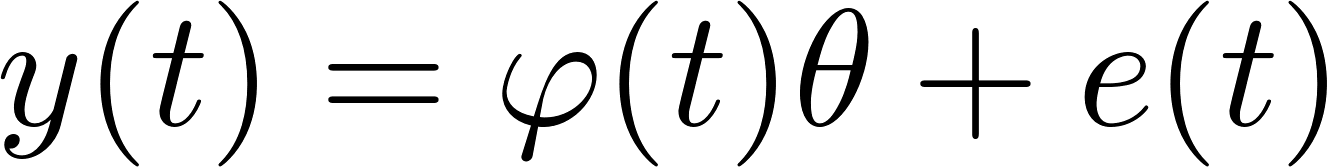 y(t) = φ(t)θ + e(t)